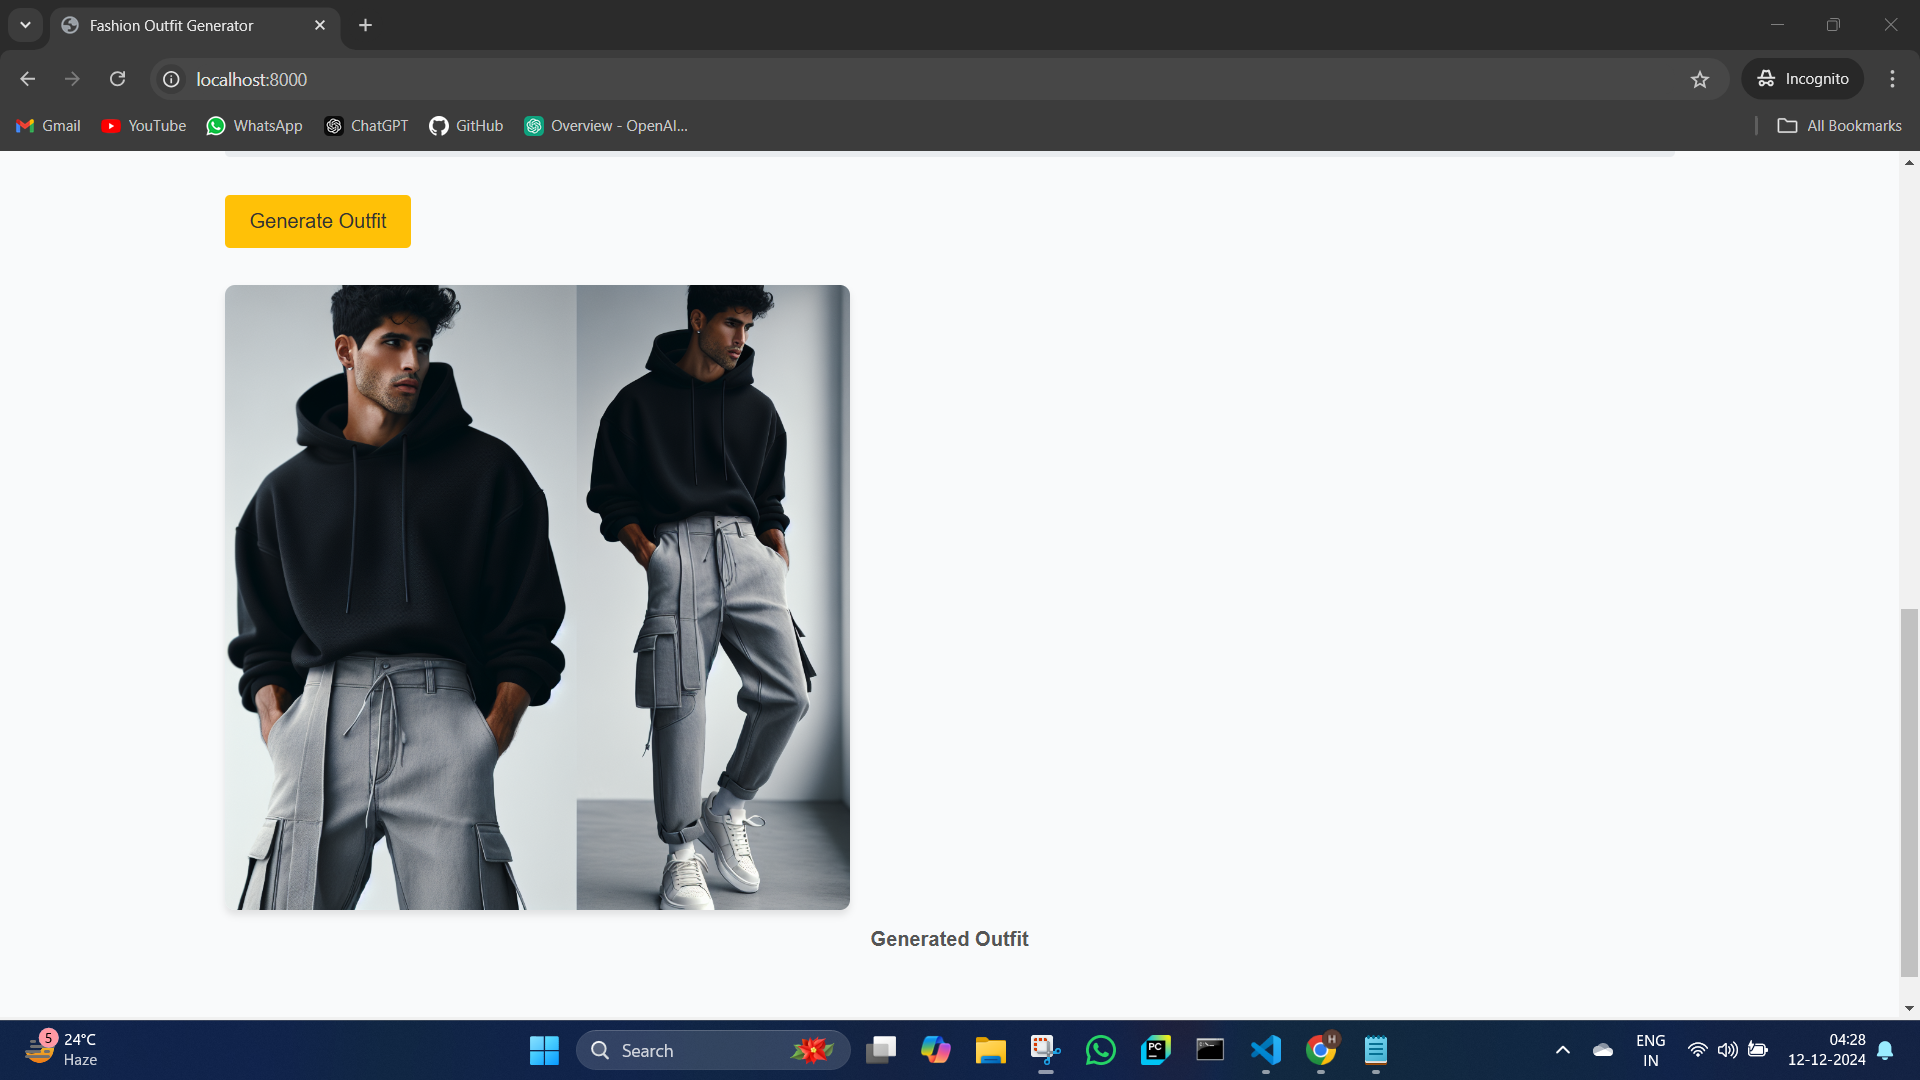 Fashion Outfit Generator
localhost:8000
Incognito
Gmail
YouTube
WhatsApp
ChatGPT
GitHub
Overview - OpenAI...
All Bookmarks
Generate Outfit
Generated Outfit
5
24°C
Haze
Search
PC
H
ENG
IN
04:28
12-12-2024